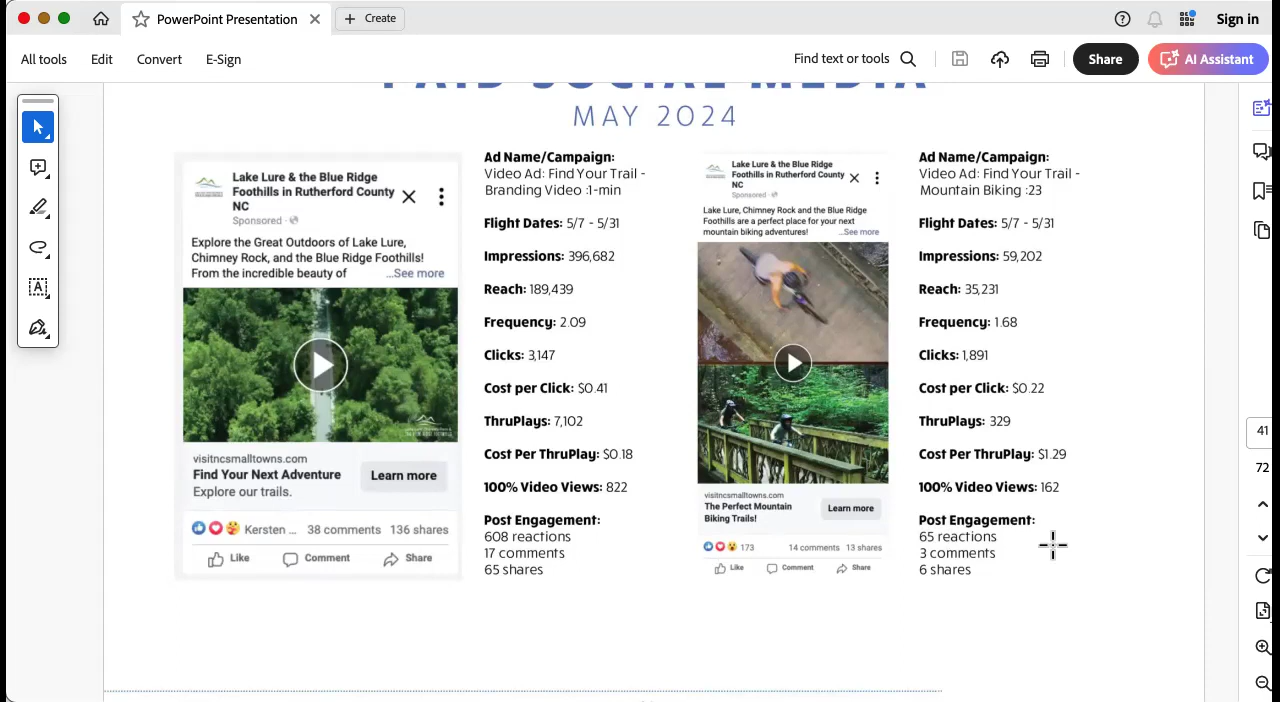 PowerPoint Presentation
Create
Sign in
All tools
Edit
Convert
E-Sign
Find text or tools
Share
AI Assistant
PAID SOCIAL MEDIA
MAY 2024
Lake Lure & the Blue Ridge
Foothills in Rutherford County
NC
Sponsored
Explore the Great Outdoors of Lake Lure,
Chimney Rock, and the Blue Ridge Foothills!
From the incredible beauty of ...See more
visitncsmalltowns.com
Find Your Next Adventure
Explore our trails.
Learn more
Kersten ... 38 comments 136 shares
Like Comment Share
Ad Name/Campaign:
Video Ad: Find Your Trail -
Branding Video :1-min
Flight Dates: 5/7 - 5/31
Impressions: 396,682
Reach: 189,439
Frequency: 2.09
Clicks: 3,147
Cost per Click: $0.41
ThruPlays: 7,102
Cost Per ThruPlay: $0.18
100% Video Views: 822
Post Engagement:
608 reactions
17 comments
65 shares
Lake Lure & the Blue Ridge
Foothills in Rutherford County
NC
Sponsored
Lake Lure, Chimney Rock and the Blue Ridge
Foothills are a perfect place for your next
mountain biking adventures! ...See more
visitncsmalltowns.com
The Perfect Mountain
Biking Trails!
Learn more
173 14 comments 13 shares
Like Comment Share
Ad Name/Campaign:
Video Ad: Find Your Trail -
Mountain Biking :23
Flight Dates: 5/7 - 5/31
Impressions: 59,202
Reach: 35,231
Frequency: 1.68
Clicks: 1,891
Cost per Click: $0.22
ThruPlays: 329
Cost Per ThruPlay: $1.29
100% Video Views: 162
Post Engagement:
65 reactions
3 comments
6 shares
41
72